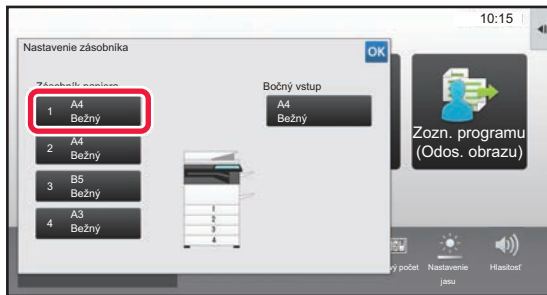 10:15
Nastavenie zásobníka
OK
Zásobník papiera
Bočný vstup
1 A4
Bežný
A4
Bežný
2 A4
Bežný
3 B5
Bežný
4 A3
Bežný
1
2
3
4
Zozn. programu
(Odos. obrazu)
počet
Nastavenie
jasu
Hlasitosť